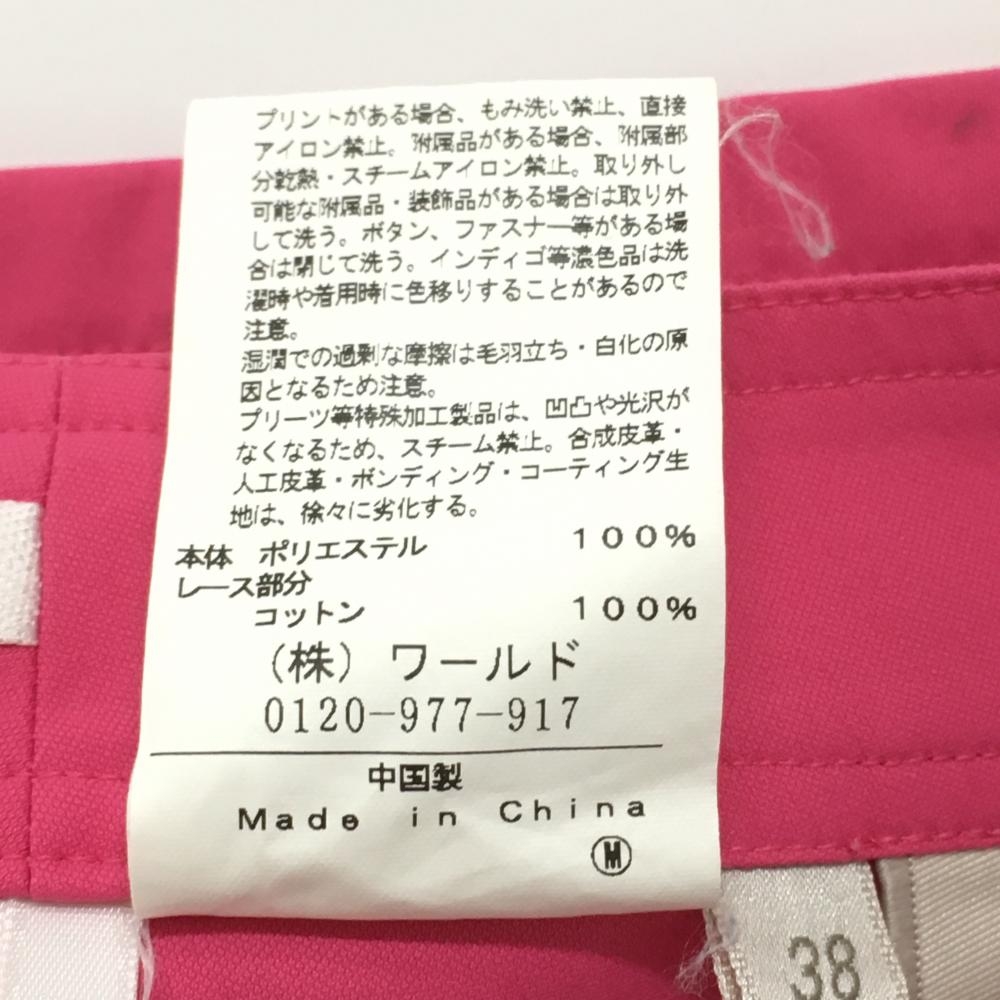 プリントがある場合、もみ洗い禁止、直接
アイロン禁止。附属品がある場合、附属部
分乾熱・スチームアイロン禁止。取り外し
可能な附属品・装飾品がある場合は取り外
して洗う。ボタン、ファスナー等がある場
合は閉じて洗う。インディゴ等濃色品は洗
濯時や着用時に色移りすることがあるので
注意。
湿潤での過剰な摩擦は毛羽立ち・白化の原
因となるため注意。
プリーツ等特殊加工製品は、凹凸や光沢が
なくなるため、スチーム禁止。合成皮革・
人工皮革・ボンディング・コーティング生
地は、徐々に劣化する。
本体 ポリエステル 100%
レース部分
コットン 100%
(株) ワールド
0120-977-917
中国製
Made in China
M
38